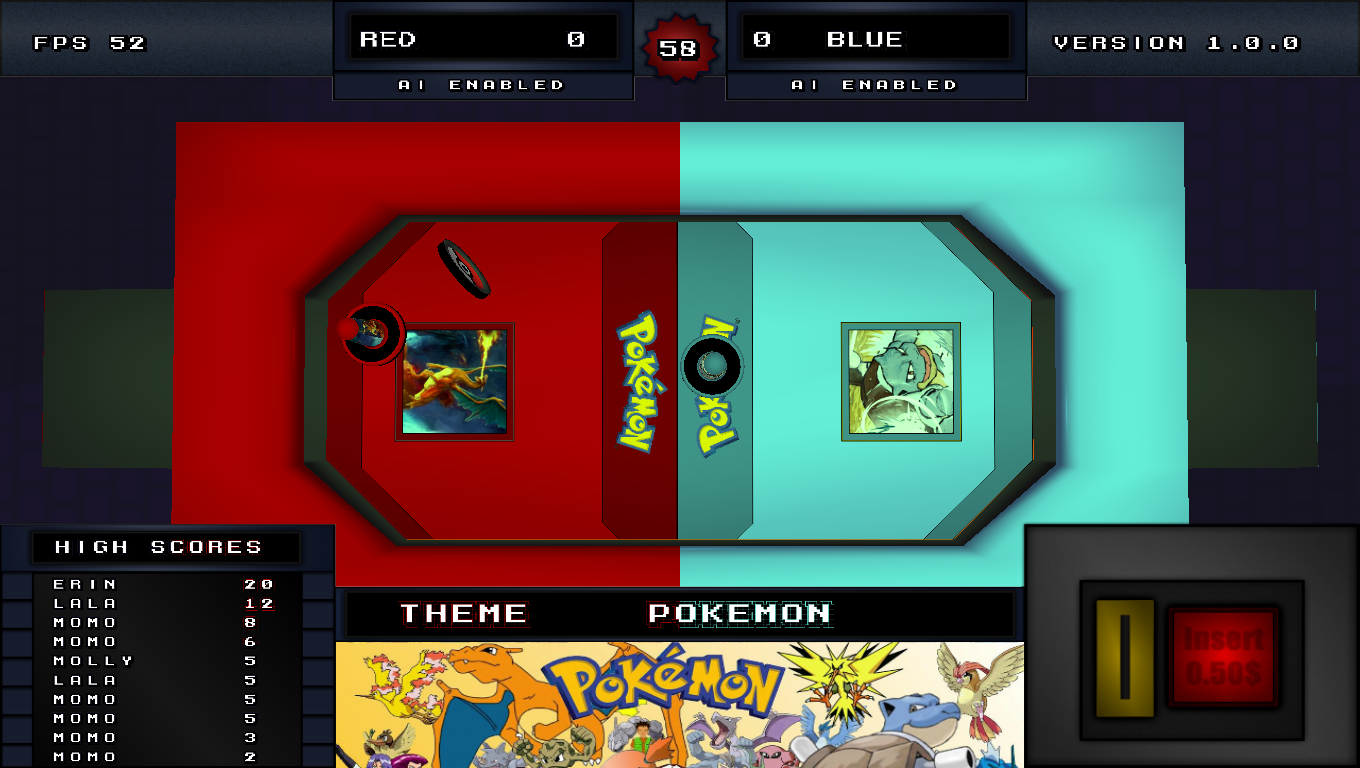 FPS 52
RED 0
AI ENABLED
58
0 BLUE
AI ENABLED
VERSION 1.0.0
POKéMON
POKéMON
HIGH SCORES
ERIN 20
LALA 12
MOMO 8
MOMO 6
MOLLY 5
LALA 5
MOMO 5
MOMO 5
MOMO 3
MOMO 2
THEME POKEMON
POKéMON
Insert
0.50$